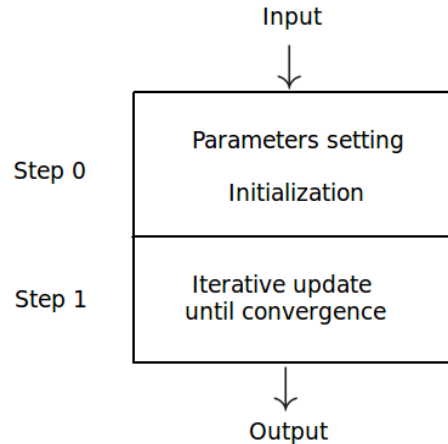 Input
Step 0
Parameters setting
Initialization
Step 1
Iterative update
until convergence
Output